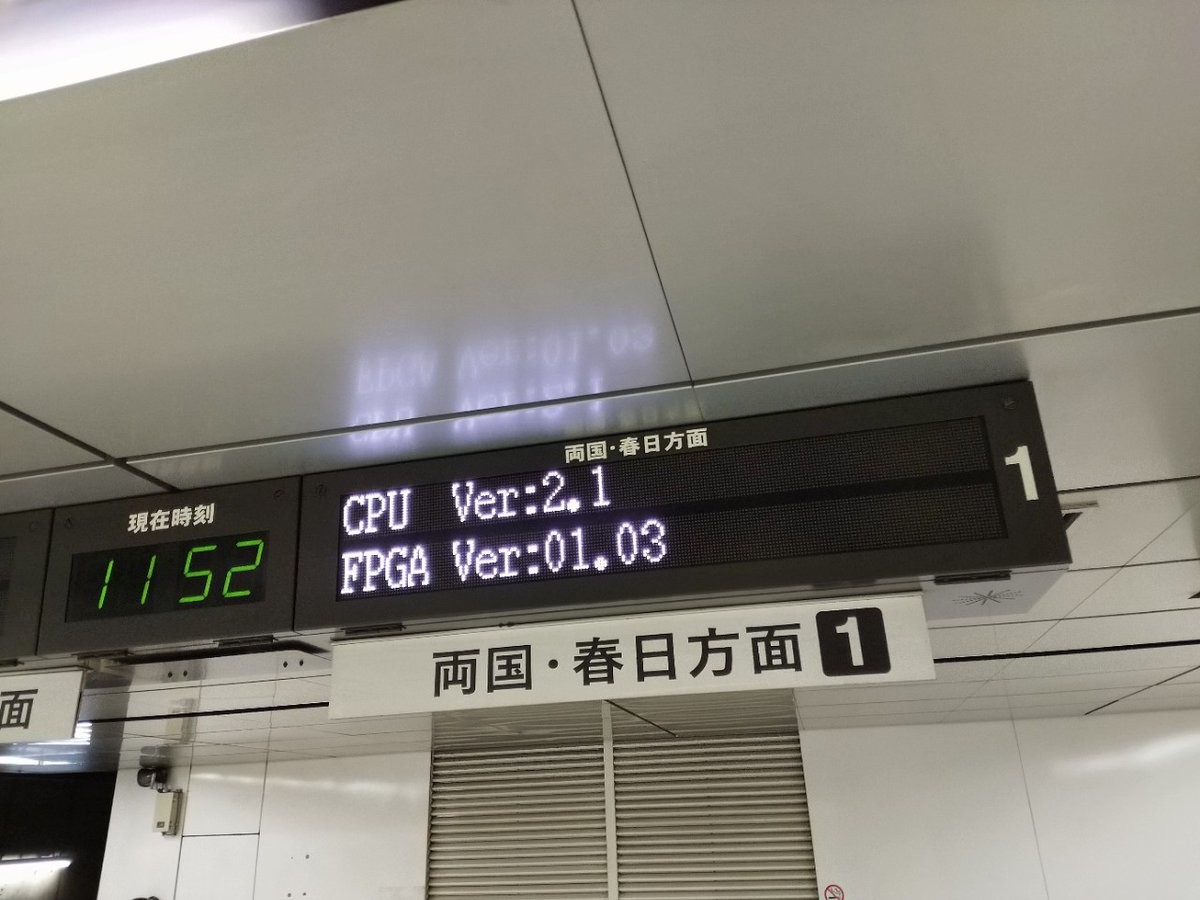 両国・春日方面
現在時刻
11 52
CPU Ver:2.1
FPGA Ver:01.03
1
両国・春日方面 1
面